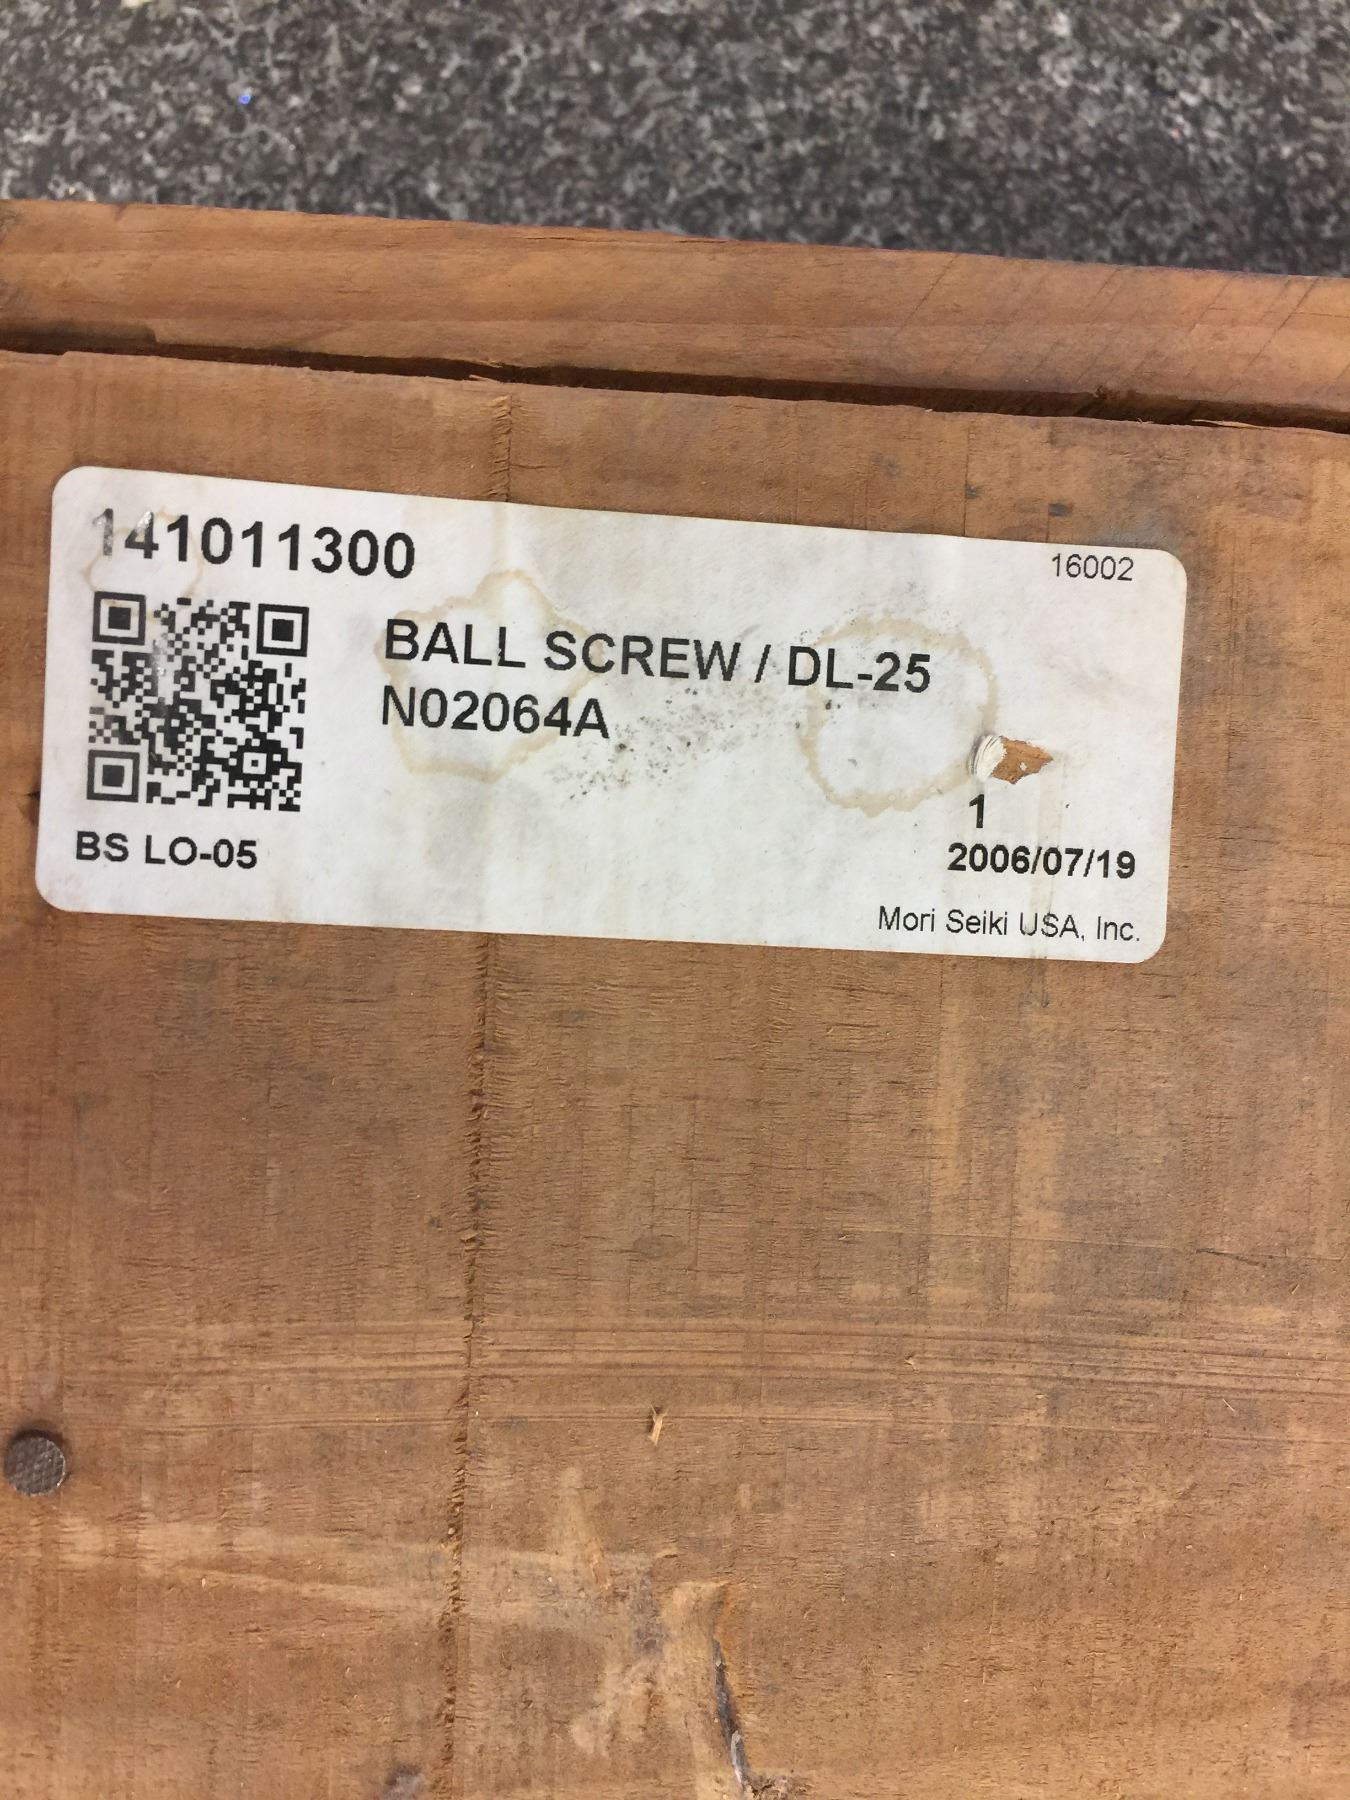 141011300
16002
BALL SCREW / DL-25
N02064A
1
BS LO-05
2006/07/19
Mori Seiki USA, Inc.